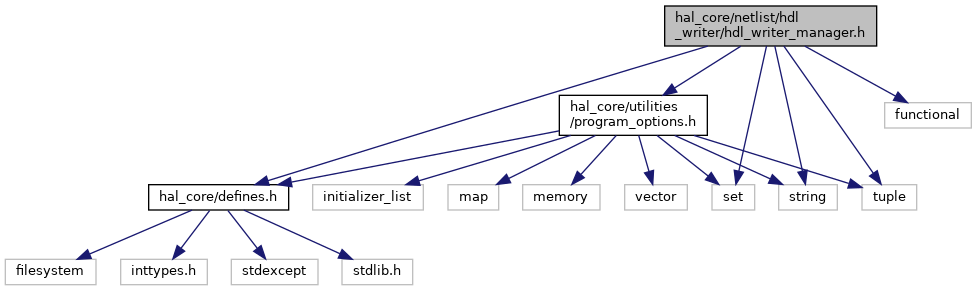 hal_core/netlist/hdl
_writer/hdl_writer_manager.h
hal_core/utilities
/program_options.h
functional
hal_core/defines.h
initializer_list
map
memory
vector
set
string
tuple
filesystem
inttypes.h
stdexcept
stdlib.h